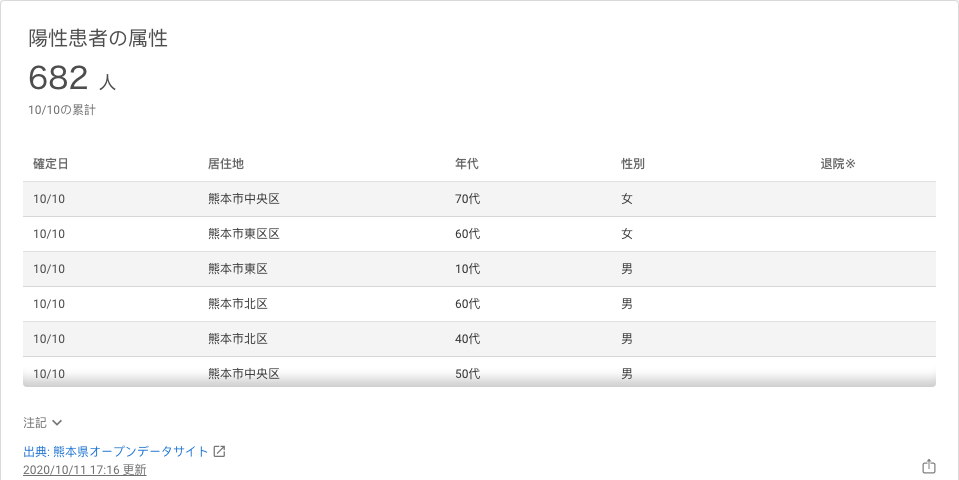 陽性患者の属性
682 人
10/10の累計
確定日 居住地 年代 性別 退院※
10/10 熊本市中央区 70代 女
10/10 熊本市東区区 60代 女
10/10 熊本市東区 10代 男
10/10 熊本市北区 60代 男
10/10 熊本市北区 40代 男
10/10 熊本市中央区 50代 男
注記
出典: 熊本県オープンデータサイト
2020/10/11 17:16 更新